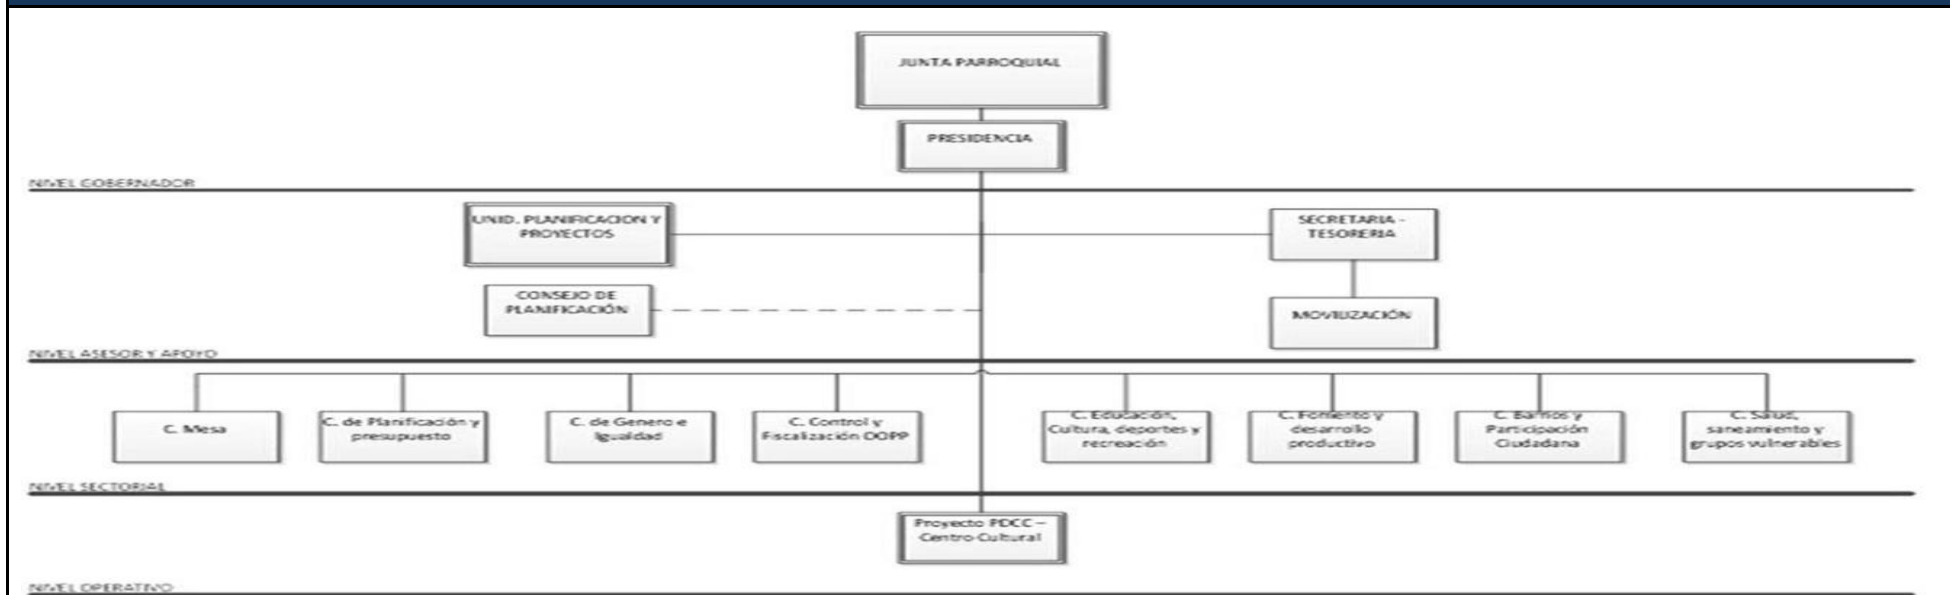 JUNTA PARROQUIAL
PRESIDENCIA
NIVEL GOBERNADOR
UNID. PLANIFICACION Y
PROYECTOS
SECRETARIA -
TESORERIA
CONSEJO DE
PLANIFICACIÓN
MOVILIZACIÓN
NIVEL ASESOR Y APOYO
C. Mesa
C. de Planificación y
presupuesto
C. de Genero e
Igualdad
C. Control y
Fiscalización OOPP
C. Educación,
Cultura, deportes y
recreación
C. Fomento y
desarrollo
productivo
C. Barrios y
Participación
Ciudadana
C. Salud,
saneamiento y
grupos vulnerables
NIVEL SECTORIAL
Proyecto PDCC –
Centro Cultural
NIVEL OPERATIVO